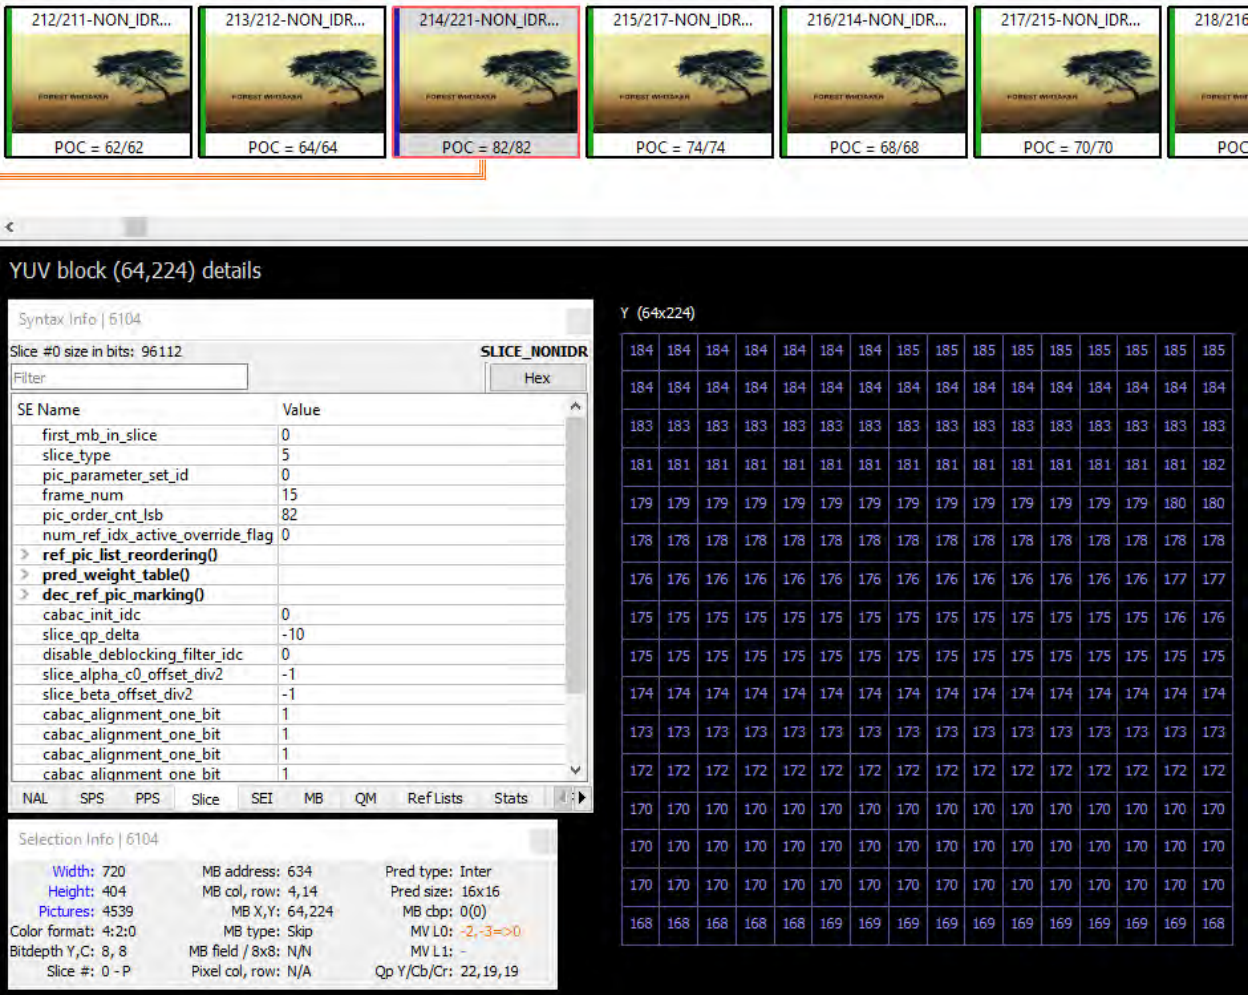 212/211-NON_IDR... 213/212-NON_IDR... 214/221-NON_IDR... 215/217-NON_IDR... 216/214-NON_IDR... 217/215-NON_IDR... 218/216
FOREST WHITAKER FOREST WHITAKER FOREST WHITAKER FOREST WHITAKER FOREST WHITAKER FOREST WHITAKER
POC = 62/62 POC = 64/64 POC = 82/82 POC = 74/74 POC = 68/68 POC = 70/70 POC
YUV block (64,224) details
Syntax Info | 6104
Slice #0 size in bits: 96112 SLICE_NONIDR
Filter Hex
SE Name Value
first_mb_in_slice 0
slice_type 5
pic_parameter_set_id 0
frame_num 15
pic_order_cnt_lsb 82
num_ref_idx_active_override_flag 0
ref_pic_list_reordering()
pred_weight_table()
dec_ref_pic_marking()
cabac_init_idc 0
slice_qp_delta -10
disable_deblocking_filter_idc 0
slice_alpha_c0_offset_div2 -1
slice_beta_offset_div2 -1
cabac_alignment_one_bit 1
cabac_alignment_one_bit 1
cabac_alignment_one_bit 1
cabac_alignment_one_bit 1
NAL SPS PPS Slice SEI MB QM Ref Lists Stats
Selection Info | 6104
Width: 720 MB address: 634 Pred type: Inter
Height: 404 MB col, row: 4,14 Pred size: 16x16
Pictures: 4539 MB X,Y: 64,224 MB cbp: 0(0)
Color format: 4:2:0 MB type: Skip MV L0: -2,-3=>0
Bitdepth Y,C: 8, 8 MB field / 8x8: N/N MV L1: -
Slice #: 0 - P Pixel col, row: N/A Qp Y/Cb/Cr: 22,19,19
Y (64x224)
184 184 184 184 184 184 184 185 185 185 185 185 185 185 185 185
184 184 184 184 184 184 184 184 184 184 184 184 184 184 184 184
183 183 183 183 183 183 183 183 183 183 183 183 183 183 183 183
181 181 181 181 181 181 181 181 181 181 181 181 181 181 181 182
179 179 179 179 179 179 179 179 179 179 179 179 179 179 180 180
178 178 178 178 178 178 178 178 178 178 178 178 178 178 178 178
176 176 176 176 176 176 176 176 176 176 176 176 176 176 177 177
175 175 175 175 175 175 175 175 175 175 175 175 175 175 176 176
175 175 175 175 175 175 175 175 175 175 175 175 175 175 175 175
174 174 174 174 174 174 174 174 174 174 174 174 174 174 174 174
173 173 173 173 173 173 173 173 173 173 173 173 173 173 173 173
172 172 172 172 172 172 172 172 172 172 172 172 172 172 172 172
170 170 170 170 170 170 170 170 170 170 170 170 170 170 170 170
170 170 170 170 170 170 170 170 170 170 170 170 170 170 170 170
170 170 170 170 170 170 170 170 170 170 170 170 170 170 170 170
168 168 168 168 168 169 169 169 169 169 169 169 169 169 169 168